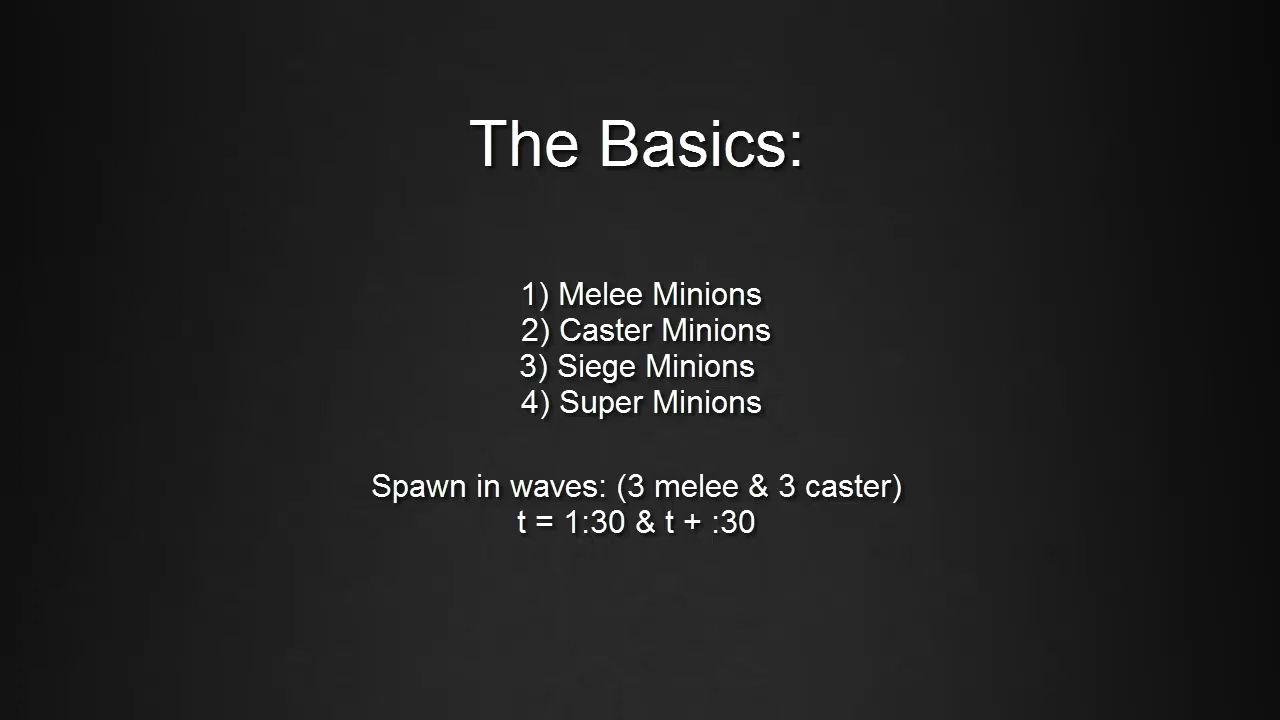 The Basics:
1) Melee Minions
2) Caster Minions
3) Siege Minions
4) Super Minions
Spawn in waves: (3 melee & 3 caster)
t = 1:30 & t + :30